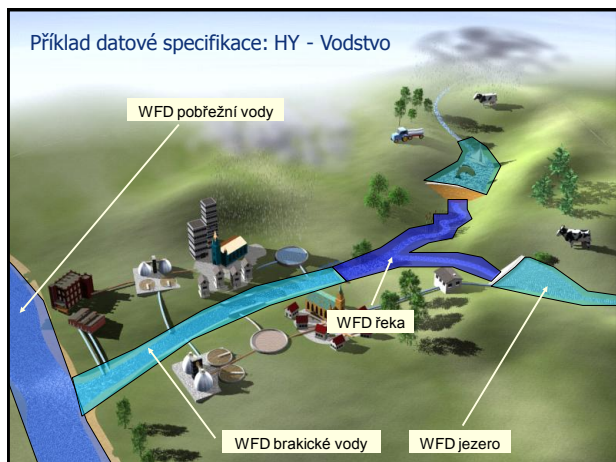 Příklad datové specifikace: HY - Vodstvo
WFD pobřežní vody
WFD řeka
WFD brakické vody
WFD jezero